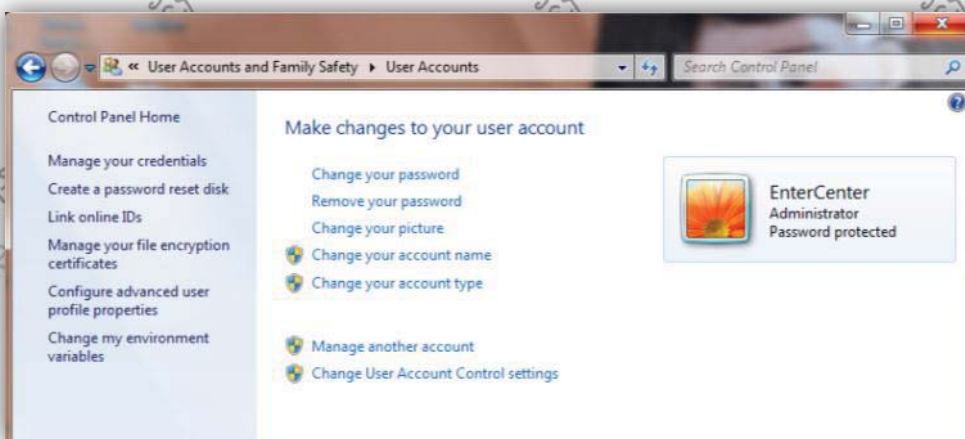 « User Accounts and Family Safety ▸ User Accounts
Search Control Panel
Control Panel Home
Manage your credentials
Create a password reset disk
Link online IDs
Manage your file encryption
certificates
Configure advanced user
profile properties
Change my environment
variables
Make changes to your user account
Change your password
Remove your password
Change your picture
Change your account name
Change your account type
Manage another account
Change User Account Control settings
EnterCenter
Administrator
Password protected